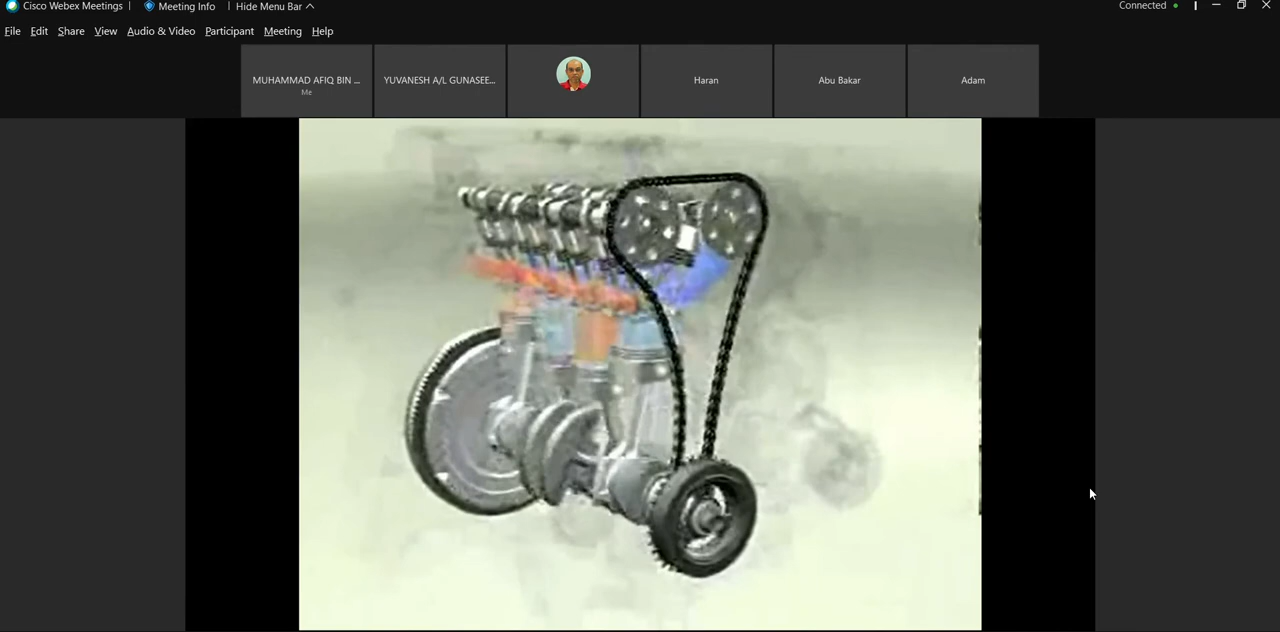 Cisco Webex Meetings | Meeting Info | Hide Menu Bar
Connected
File Edit Share View Audio & Video Participant Meeting Help
MUHAMMAD AFIQ BIN ... YUVANESH A/L GUNASEE... Haran Abu Bakar Adam
Me